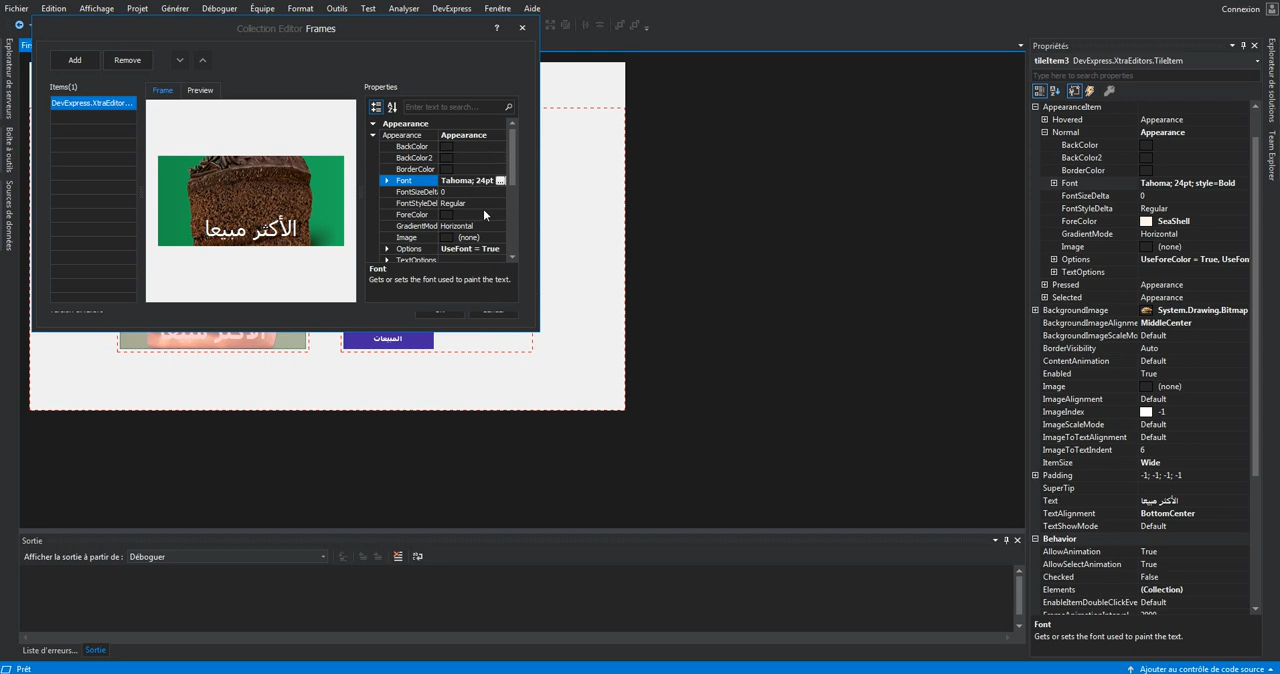 Fichier Edition Affichage Projet Générer Déboguer Équipe Format Outils Test Analyser DevExpress Fenêtre Aide Connexion
Collection Editor Frames ?
Add Remove
Items(1)
DevExpress.XtraEditor...
Frame Preview
الأكثر مبيعا
Properties
Enter text to search...
Appearance
Appearance Appearance
BackColor
BackColor2
BorderColor
Font Tahoma; 24pt ...
FontSizeDelta 0
FontStyleDel Regular
ForeColor
GradientMod Horizontal
Image (none)
Options UseFont = True
TextOptions
Font
Gets or sets the font used to paint the text.
الأكثر مبيعا
المبيعات
Explorateur de serveurs
Boîte à outils
Sources de données
Propriétés
tileItem3 DevExpress.XtraEditors.TileItem
Type here to search properties
AppearanceItem
Hovered Appearance
Normal Appearance
BackColor
BackColor2
BorderColor
Font Tahoma; 24pt; style=Bold
FontSizeDelta 0
FontStyleDelta Regular
ForeColor SeaShell
GradientMode Horizontal
Image (none)
Options UseForeColor = True, UseFon
TextOptions
Pressed Appearance
Selected Appearance
BackgroundImage System.Drawing.Bitmap
BackgroundImageAlignme MiddleCenter
BackgroundImageScaleMo Default
BorderVisibility Auto
ContentAnimation Default
Enabled True
Image (none)
ImageAlignment Default
ImageIndex -1
ImageScaleMode Default
ImageToTextAlignment Default
ImageToTextIndent 6
ItemSize Wide
Padding -1; -1; -1; -1
SuperTip
Text الأكثر مبيعا
TextAlignment BottomCenter
TextShowMode Default
Behavior
AllowAnimation True
AllowSelectAnimation True
Checked False
Elements (Collection)
EnableItemDoubleClickEve Default
Font
Gets or sets the font used to paint the text.
Explorateur de solutions
Team Explorer
Sortie
Afficher la sortie à partir de : Déboguer
Liste d'erreurs... Sortie
Prêt Ajouter au contrôle de code source